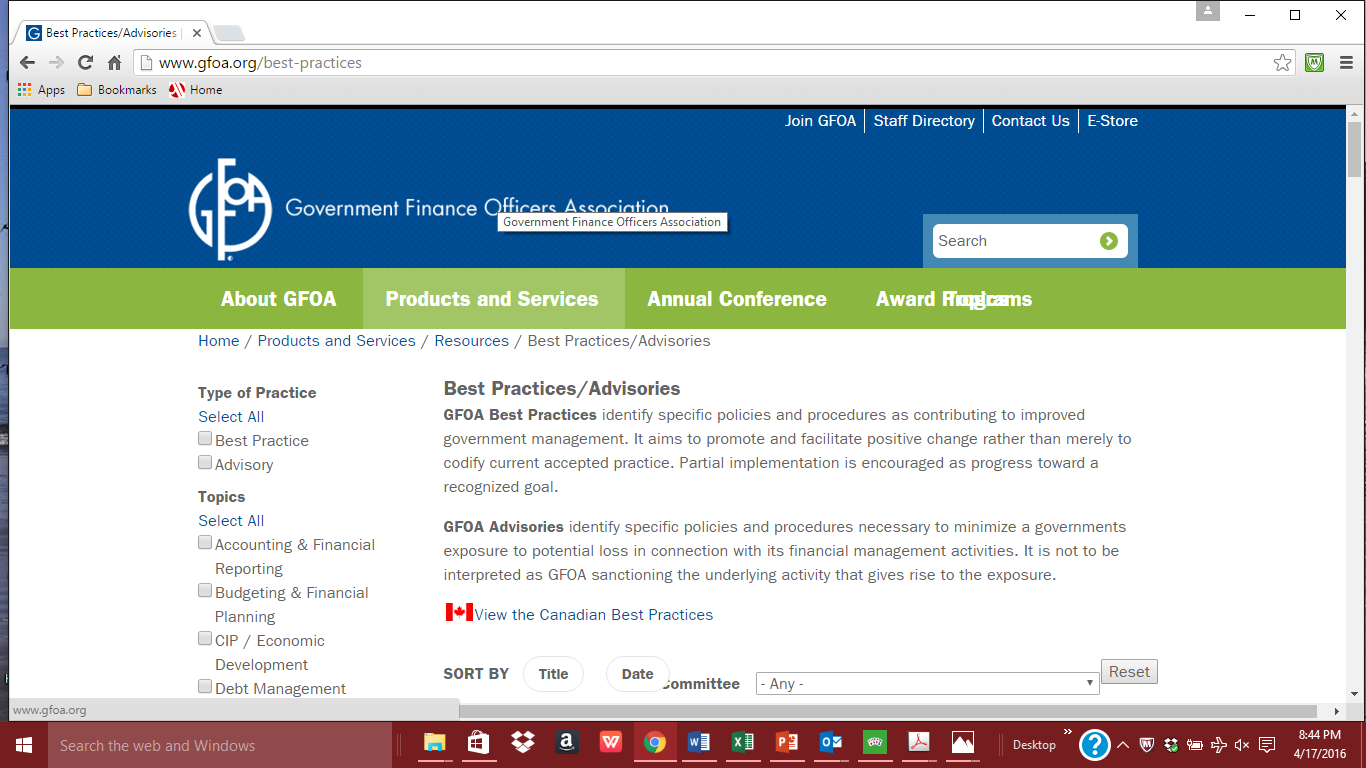 Best Practices/Advisories |
www.gfoa.org/best-practices
Apps Bookmarks Home
Join GFOA Staff Directory Contact Us E-Store
GFOA
Government Finance Officers Association
Government Finance Officers Association
Search
About GFOA Products and Services Annual Conference Award Programs Topics
Home / Products and Services / Resources / Best Practices/Advisories
Type of Practice
Select All
Best Practice
Advisory
Topics
Select All
Accounting & Financial
Reporting
Budgeting & Financial
Planning
CIP / Economic
Development
Debt Management
Best Practices/Advisories
GFOA Best Practices identify specific policies and procedures as contributing to improved
government management. It aims to promote and facilitate positive change rather than merely to
codify current accepted practice. Partial implementation is encouraged as progress toward a
recognized goal.
GFOA Advisories identify specific policies and procedures necessary to minimize a governments
exposure to potential loss in connection with its financial management activities. It is not to be
interpreted as GFOA sanctioning the underlying activity that gives rise to the exposure.
View the Canadian Best Practices
SORT BY Title Date Committee - Any - Reset
www.gfoa.org
Search the web and Windows
Desktop
8:44 PM
4/17/2016